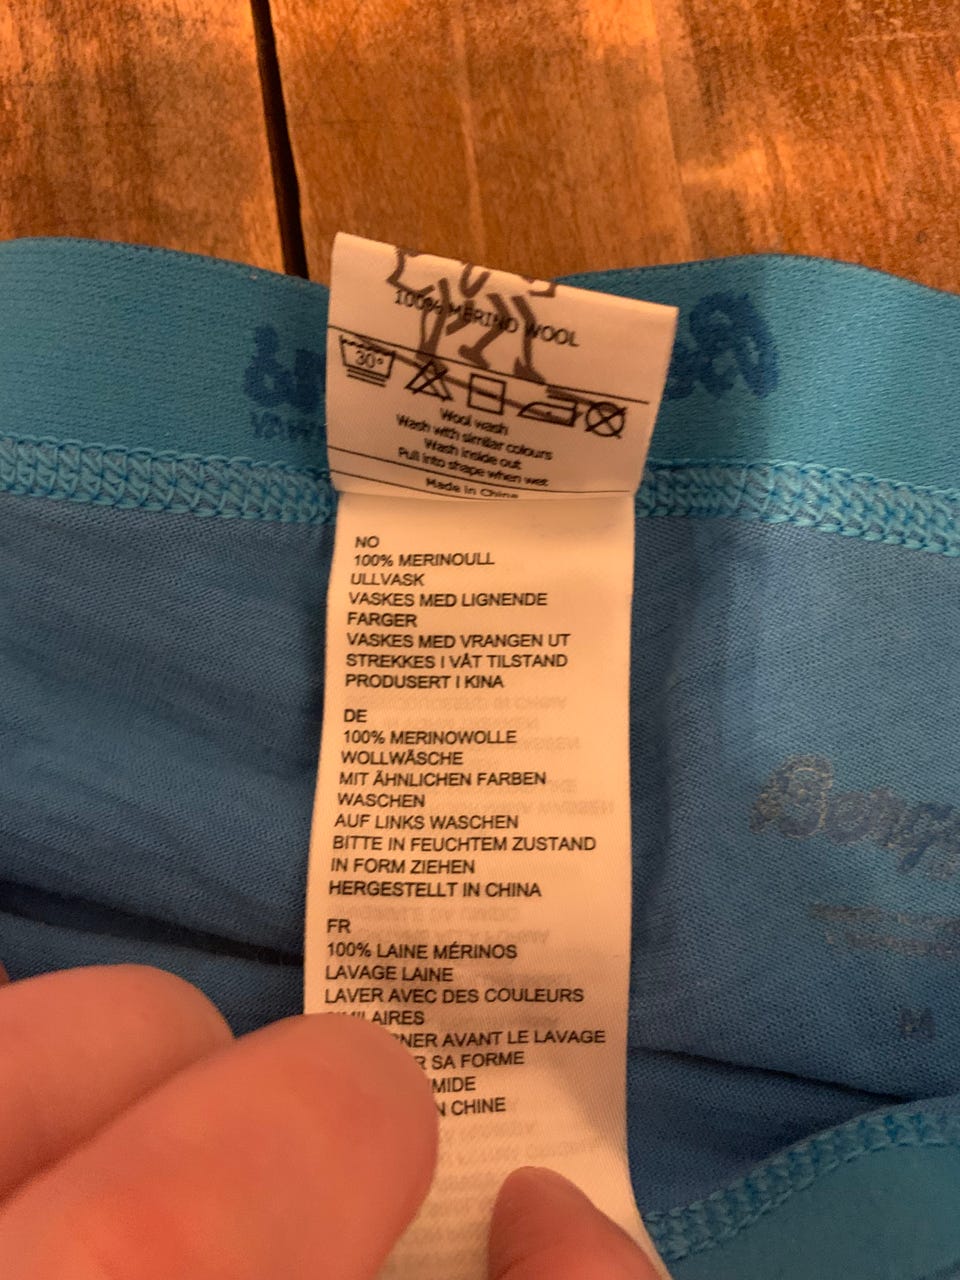 100% MERINO WOOL
30°
Wool wash
Wash with similar colours
Wash inside out
Pull into shape when wet
Made in China
NO
100% MERINOULL
ULLVASK
VASKES MED LIGNENDE
FARGER
VASKES MED VRANGEN UT
STREKKES I VÅT TILSTAND
PRODUSERT I KINA
DE
100% MERINOWOLLE
WOLLWÄSCHE
MIT ÄHNLICHEN FARBEN
WASCHEN
AUF LINKS WASCHEN
BITTE IN FEUCHTEM ZUSTAND
IN FORM ZIEHEN
HERGESTELLT IN CHINA
FR
100% LAINE MÉRINOS
LAVAGE LAINE
LAVER AVEC DES COULEURS
AVANT LE LAVAGE
SA FORME
CHINE
M